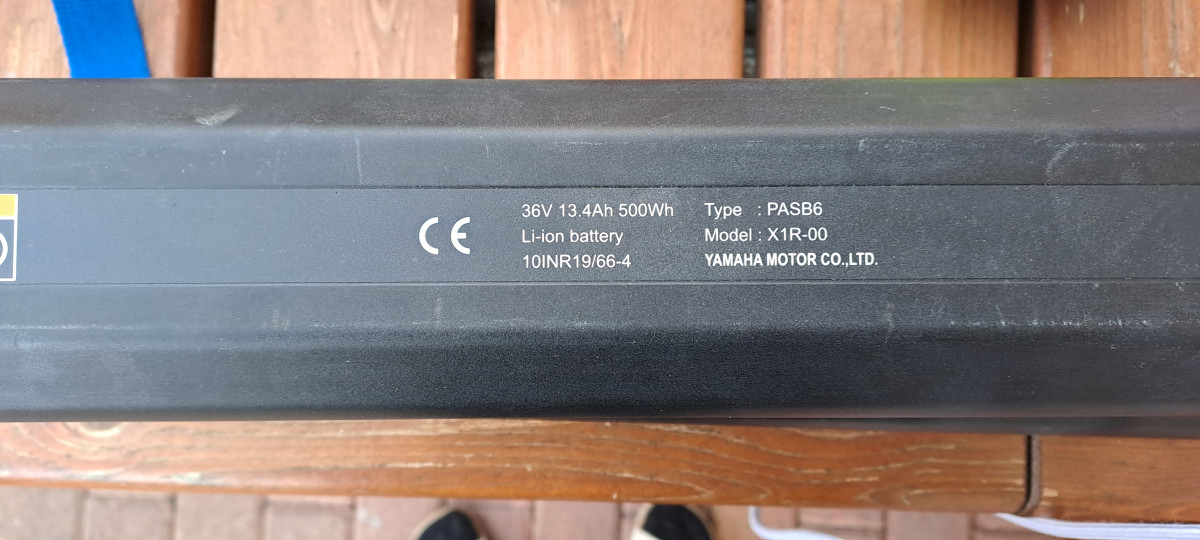 CE
36V 13.4Ah 500Wh
Li-ion battery
10INR19/66-4
Type : PASB6
Model : X1R-00
YAMAHA MOTOR CO.,LTD.